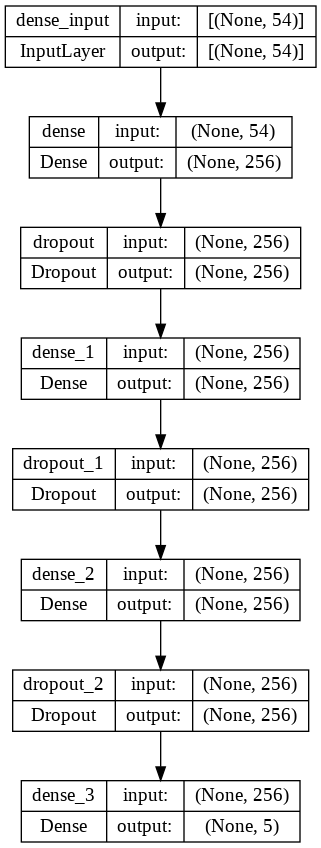 dense_input input: [(None, 54)]
InputLayer output: [(None, 54)]
dense input: (None, 54)
Dense output: (None, 256)
dropout input: (None, 256)
Dropout output: (None, 256)
dense_1 input: (None, 256)
Dense output: (None, 256)
dropout_1 input: (None, 256)
Dropout output: (None, 256)
dense_2 input: (None, 256)
Dense output: (None, 256)
dropout_2 input: (None, 256)
Dropout output: (None, 256)
dense_3 input: (None, 256)
Dense output: (None, 5)